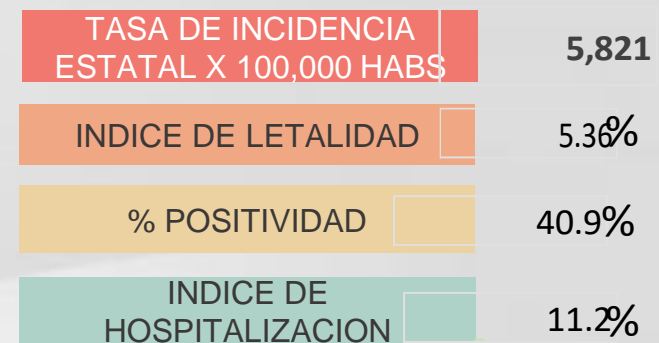 TASA DE INCIDENCIA
ESTATAL X 100,000 HABS
5,821
INDICE DE LETALIDAD
5.36%
% POSITIVIDAD
40.9%
INDICE DE
HOSPITALIZACION
11.2%